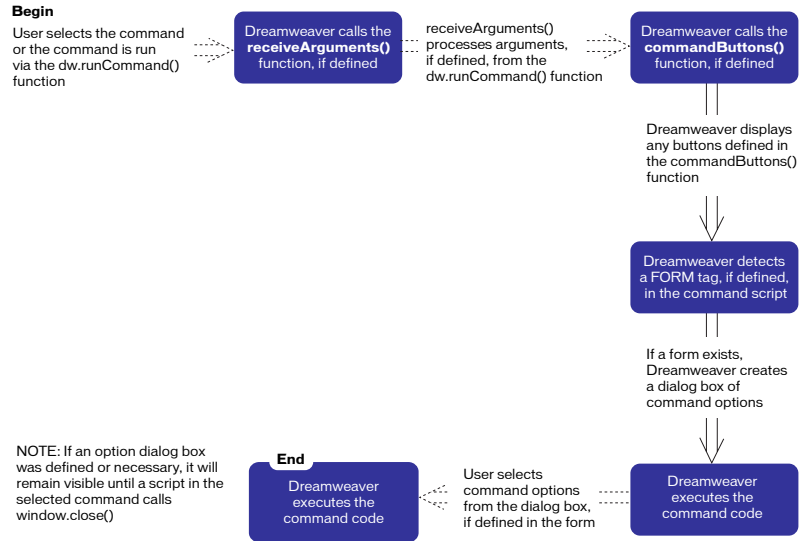 Begin
User selects the command
or the command is run
via the dw.runCommand()
function
Dreamweaver calls the
receiveArguments()
function, if defined
receiveArguments()
processes arguments,
if defined, from the
dw.runCommand() function
Dreamweaver calls the
commandButtons()
function, if defined
Dreamweaver displays
any buttons defined in
the commandButtons()
function
Dreamweaver detects
a FORM tag, if defined,
in the command script
If a form exists,
Dreamweaver creates
a dialog box of
command options
Dreamweaver
executes the
command code
User selects
command options
from the dialog box,
if defined in the form
End
Dreamweaver
executes the
command code
NOTE: If an option dialog box
was defined or necessary, it will
remain visible until a script in the
selected command calls
window.close()